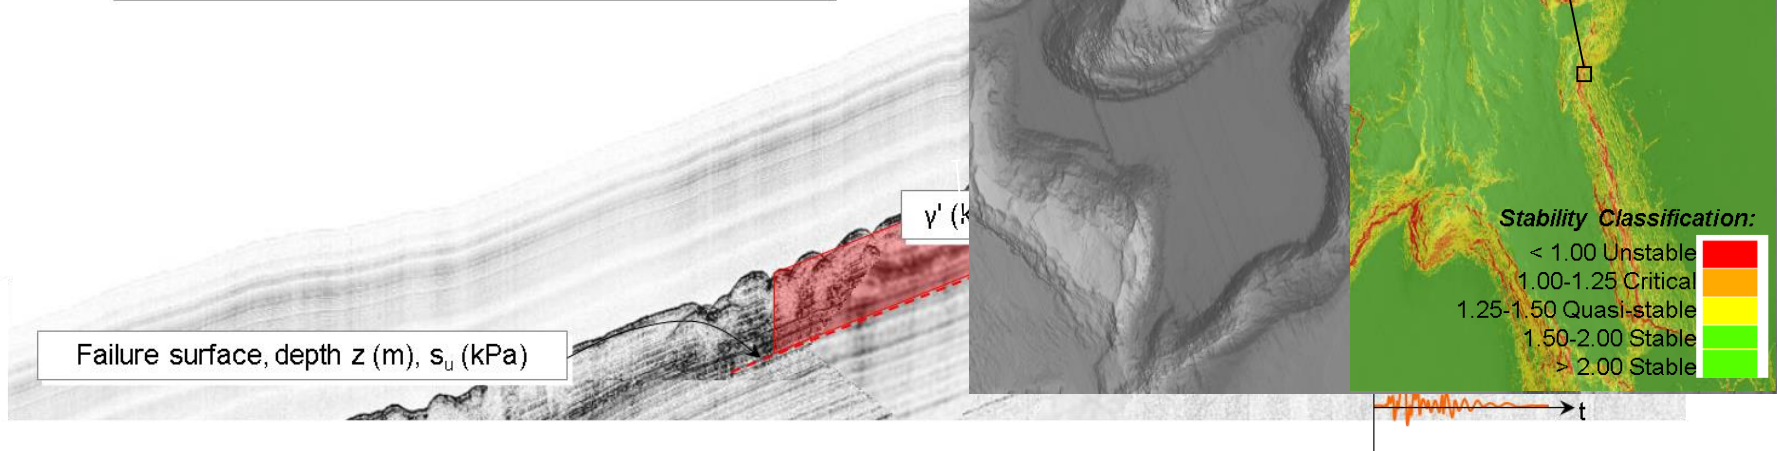 γ' (k
Failure surface, depth z (m), sᵤ (kPa)
Stability Classification:
< 1.00 Unstable
1.00-1.25 Critical
1.25-1.50 Quasi-stable
1.50-2.00 Stable
> 2.00 Stable
t